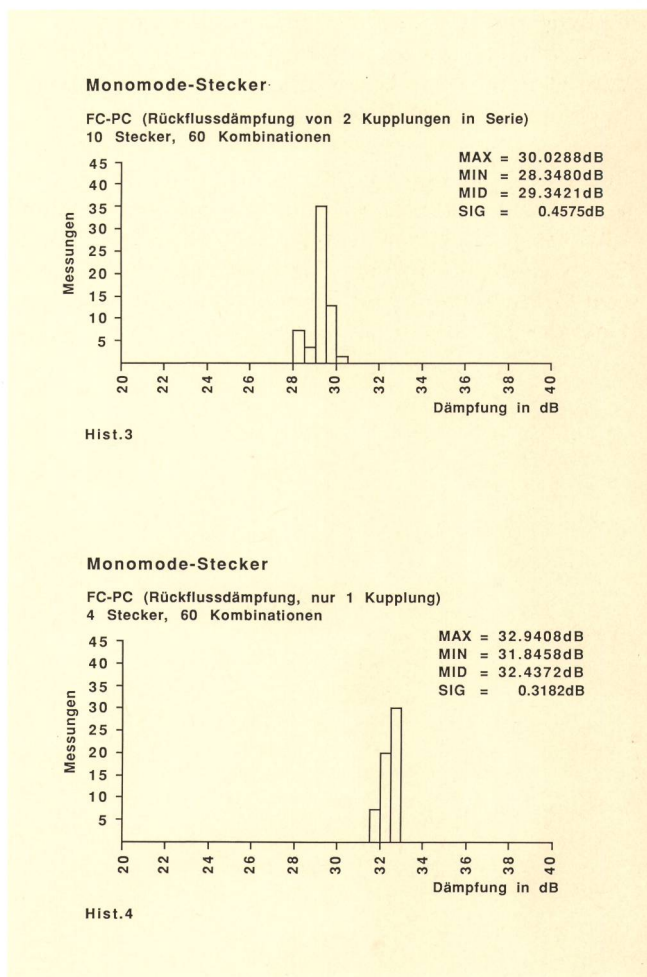 Monomode-Stecker
FC-PC (Rückflussdämpfung von 2 Kupplungen in Serie)
10 Stecker, 60 Kombinationen
MAX = 30.0288dB
MIN = 28.3480dB
MID = 29.3421dB
SIG = 0.4575dB
Messungen
45
40
35
30
25
20
15
10
5
20 22 24 26 28 30 32 34 36 38 40
Dämpfung in dB
Hist.3
Monomode-Stecker
FC-PC (Rückflussdämpfung, nur 1 Kupplung)
4 Stecker, 60 Kombinationen
MAX = 32.9408dB
MIN = 31.8458dB
MID = 32.4372dB
SIG = 0.3182dB
Messungen
45
40
35
30
25
20
15
10
5
20 22 24 26 28 30 32 34 36 38 40
Dämpfung in dB
Hist.4